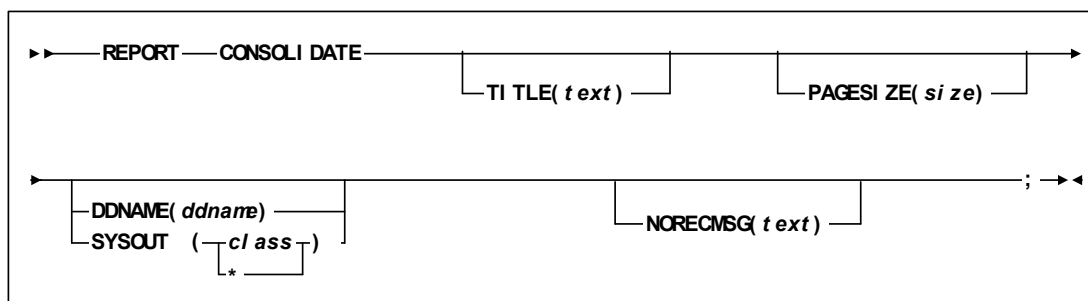 REPORT CONSOLIDATE
TITLE(text) PAGESIZE(size)
DDNAME(ddname) ;
SYSOUT (class) NORECMSG(text)
*